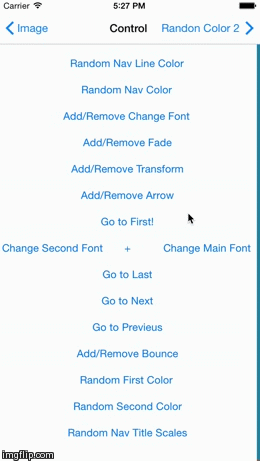 Carrier 5:27 PM
Image Control Randon Color 2
Random Nav Line Color
Random Nav Color
Add/Remove Change Font
Add/Remove Fade
Add/Remove Transform
Add/Remove Arrow
Go to First!
Change Second Font + Change Main Font
Go to Last
Go to Next
Go to Previeus
Add/Remove Bounce
Random First Color
Random Second Color
Random Nav Title Scales
imgflip.com